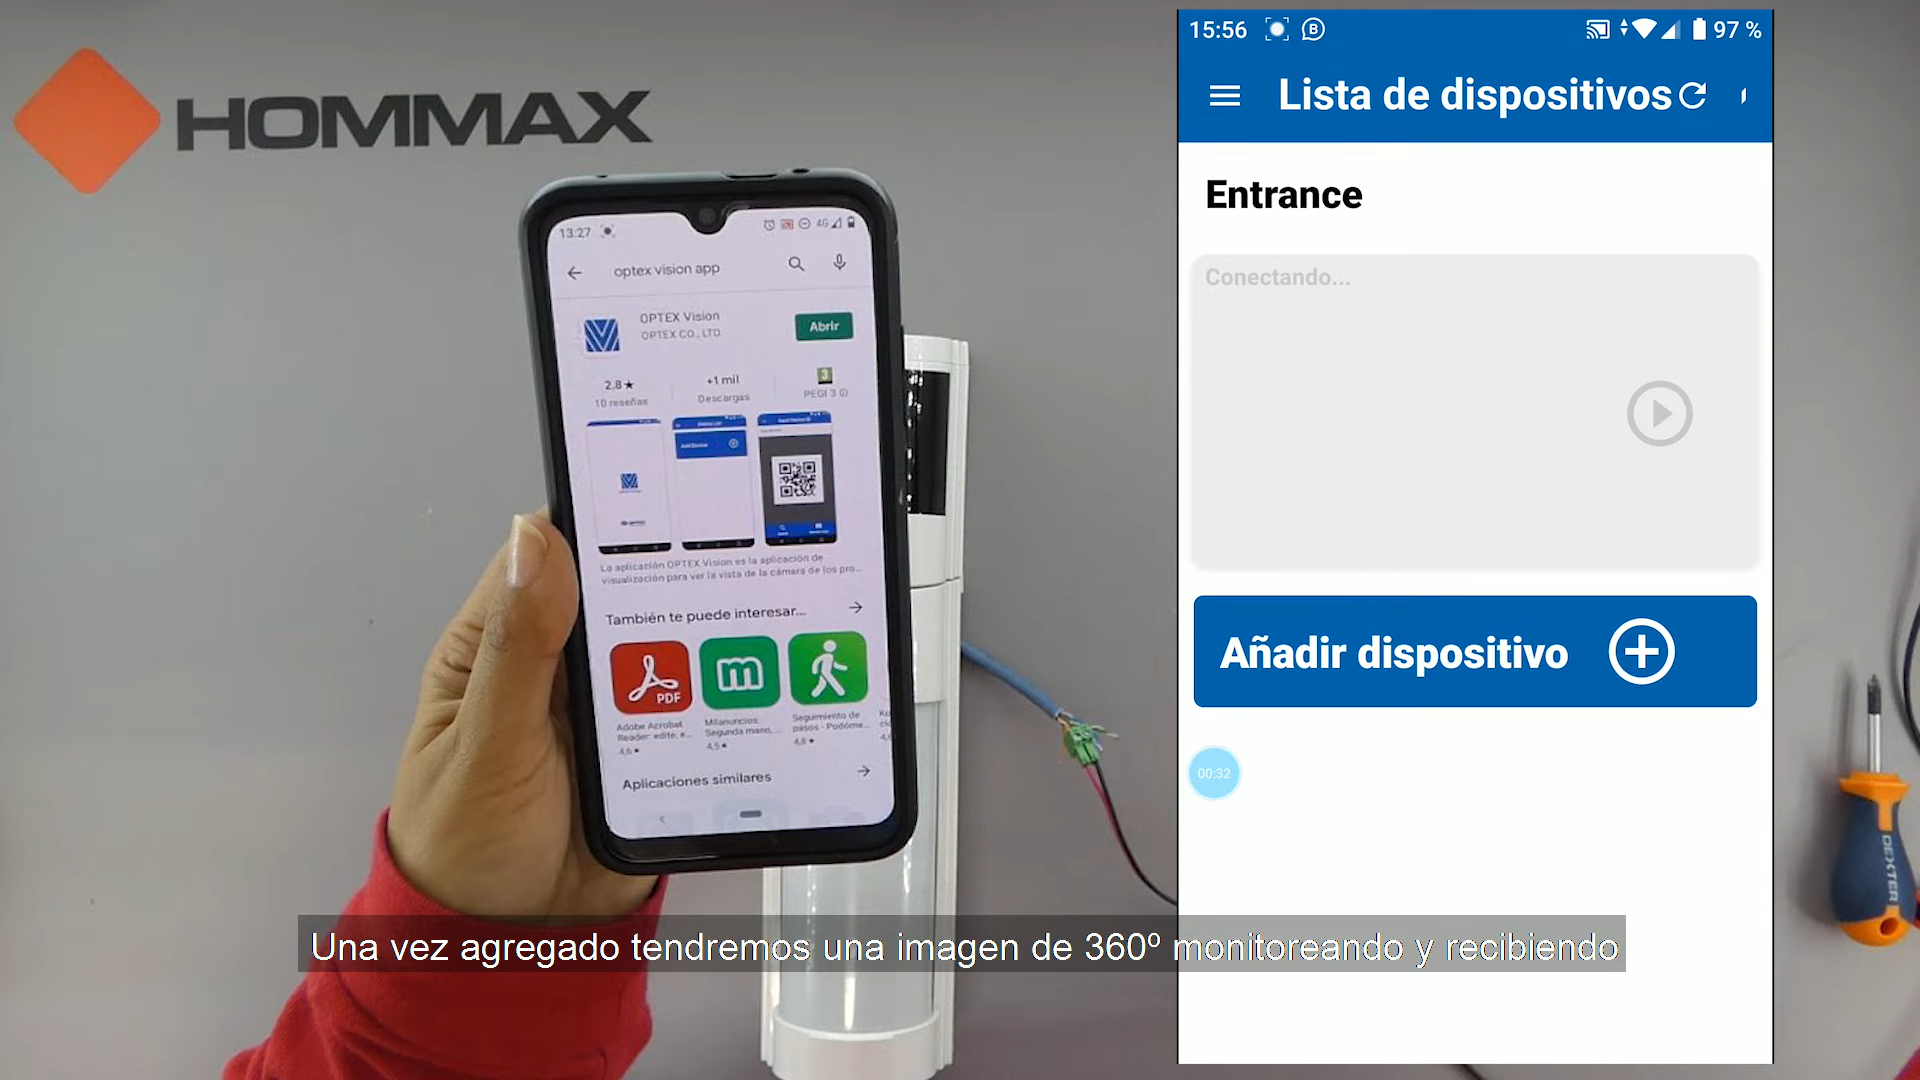 HOMMAX
13:27
4G
optex vision app
OPTEX Vision
OPTEX CO., LTD.
Abrir
2.8★
10 reseñas
+1 mil
Descargas
3
PEGI 3
La aplicación OPTEX Vision es la aplicación de
visualización para ver la vista de la cámara de los pro...
También te puede interesar...
PDF
m
Adobe Acrobat
Reader: edite, e...
4,6★
Milanuncios:
Segunda mano, ...
4,5★
Seguimiento de
pasos - Podóme...
4,8★
Aplicaciones similares
15:56
B
97 %
Lista de dispositivos
Entrance
Conectando...
Añadir dispositivo
00:32
DEXTER
Una vez agregado tendremos una imagen de 360º monitoreando y recibiendo